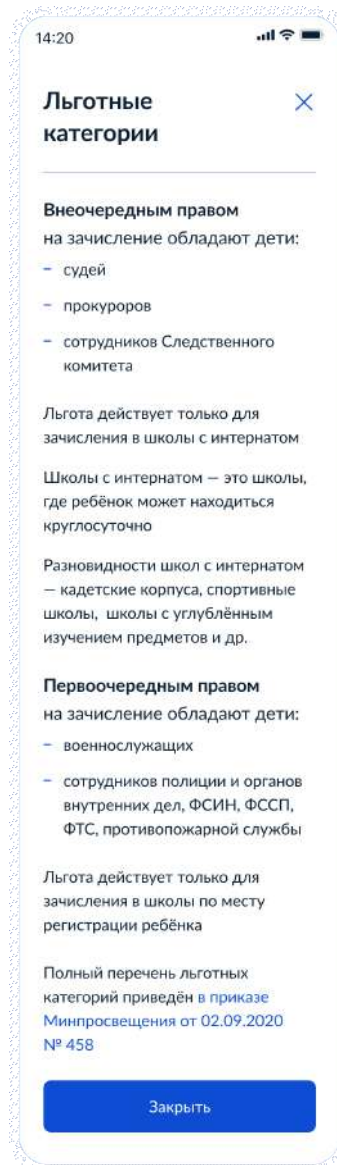 14:20
Льготные
категории
Внеочередным правом
на зачисление обладают дети:
– судей
– прокуроров
– сотрудников Следственного
комитета
Льгота действует только для
зачисления в школы с интернатом
Школы с интернатом — это школы,
где ребёнок может находиться
круглосуточно
Разновидности школ с интернатом
— кадетские корпуса, спортивные
школы, школы с углублённым
изучением предметов и др.
Первоочередным правом
на зачисление обладают дети:
– военнослужащих
– сотрудников полиции и органов
внутренних дел, ФСИН, ФССП,
ФТС, противопожарной службы
Льгота действует только для
зачисления в школы по месту
регистрации ребёнка
Полный перечень льготных
категорий приведён в приказе
Минпросвещения от 02.09.2020
№ 458
Закрыть